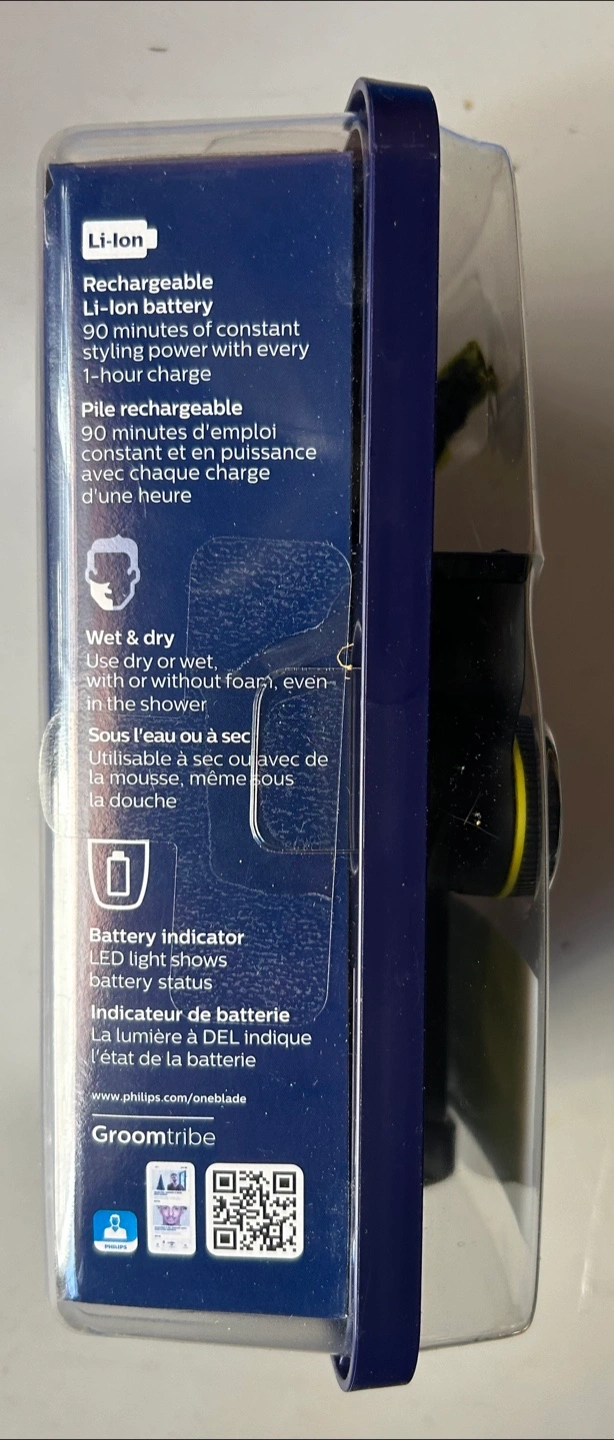 Li-Ion
Rechargeable
Li-Ion battery
90 minutes of constant
styling power with every
1-hour charge
Pile rechargeable
90 minutes d'emploi
constant et en puissance
avec chaque charge
d'une heure
Wet & dry
Use dry or wet,
with or without foam, even
in the shower
Sous l'eau ou à sec
Utilisable à sec ou avec de
la mousse, même sous
la douche
Battery indicator
LED light shows
battery status
Indicateur de batterie
La lumière à DEL indique
l'état de la batterie
www.philips.com/oneblade
Groomtribe
PHILIPS